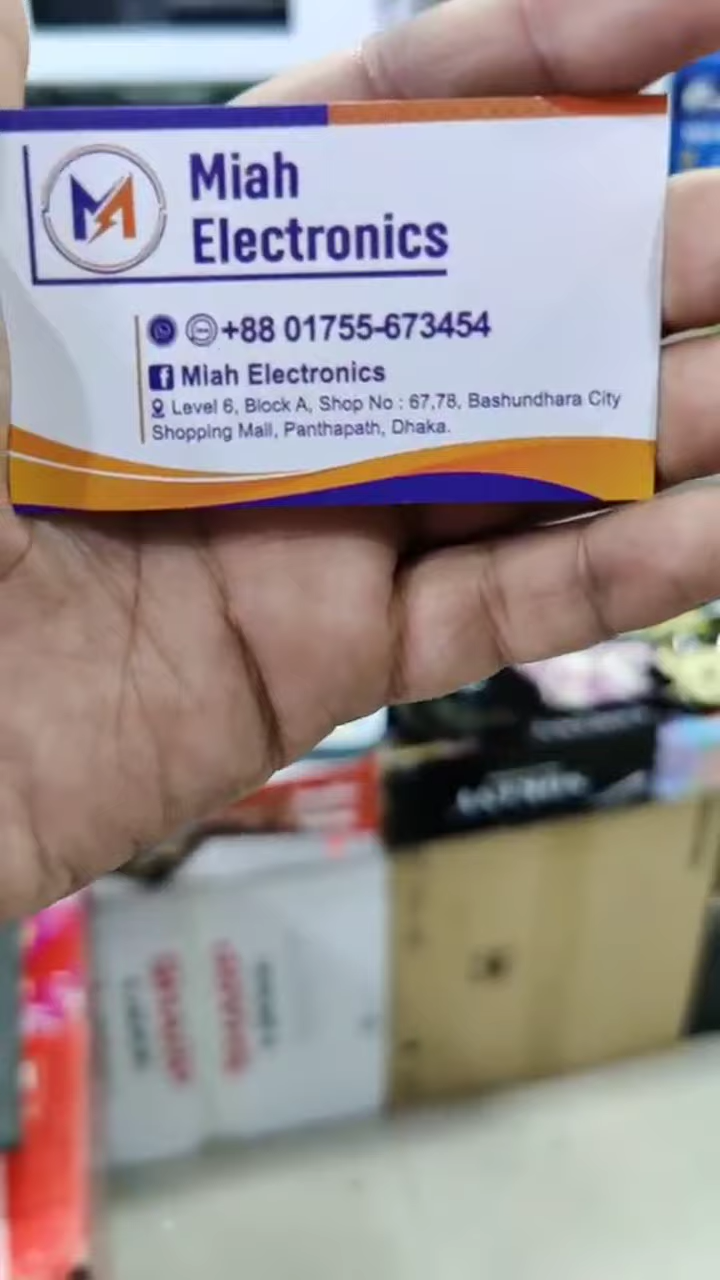 Miah
Electronics
+88 01755-673454
Miah Electronics
Level 6, Block A, Shop No : 67,78, Bashundhara City
Shopping Mall, Panthapath, Dhaka.